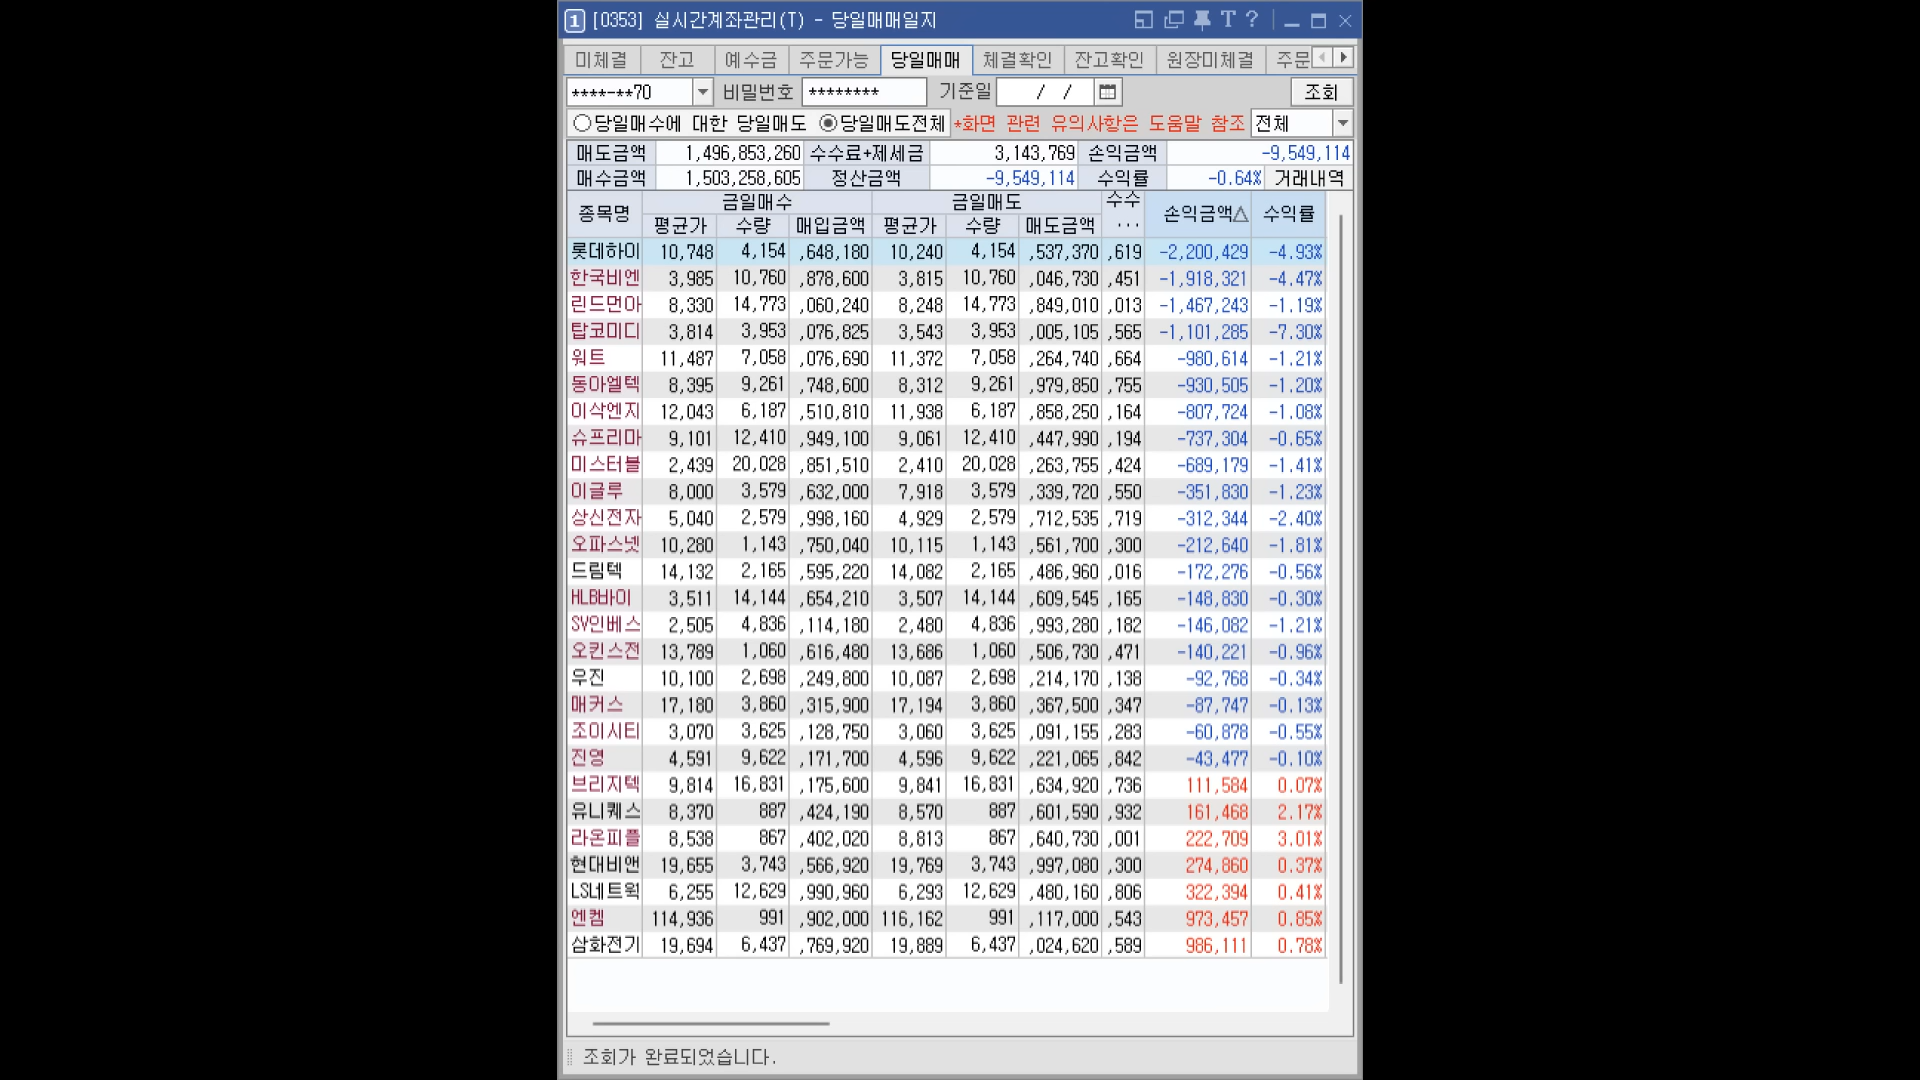 1 [0353] 실시간계좌관리(T) - 당일매매일지 T ?
미체결 잔고 예수금 주문가능 당일매매 체결확인 잔고확인 원장미체결 주문
****-**70 비밀번호 ******** 기준일 / / 조회
당일매수에 대한 당일매도 당일매도전체 *화면 관련 유의사항은 도움말 참조 전체
매도금액 1,496,853,260 수수료+제세금 3,143,769 손익금액 -9,549,114
매수금액 1,503,258,605 정산금액 -9,549,114 수익률 -0.64% 거래내역
종목명 금일매수 금일매도 수수... 손익금액△ 수익률
평균가 수량 매입금액 평균가 수량 매도금액
롯데하이 10,748 4,154 ,648,180 10,240 4,154 ,537,370 ,619 -2,200,429 -4.93%
한국비엔 3,985 10,760 ,878,600 3,815 10,760 ,046,730 ,451 -1,918,321 -4.47%
린드먼아 8,330 14,773 ,060,240 8,248 14,773 ,849,010 ,013 -1,467,243 -1.19%
탑코미디 3,814 3,953 ,076,825 3,543 3,953 ,005,105 ,565 -1,101,285 -7.30%
워트 11,487 7,058 ,076,690 11,372 7,058 ,264,740 ,664 -980,614 -1.21%
동아엘텍 8,395 9,261 ,748,600 8,312 9,261 ,979,850 ,755 -930,505 -1.20%
이삭엔지 12,043 6,187 ,510,810 11,938 6,187 ,858,250 ,164 -807,724 -1.08%
슈프리마 9,101 12,410 ,949,100 9,061 12,410 ,447,990 ,194 -737,304 -0.65%
미스터블 2,439 20,028 ,851,510 2,410 20,028 ,263,755 ,424 -689,179 -1.41%
이글루 8,000 3,579 ,632,000 7,918 3,579 ,339,720 ,550 -351,830 -1.23%
상신전자 5,040 2,579 ,998,160 4,929 2,579 ,712,535 ,719 -312,344 -2.40%
오파스넷 10,280 1,143 ,750,040 10,115 1,143 ,561,700 ,300 -212,640 -1.81%
드림텍 14,132 2,165 ,595,220 14,082 2,165 ,486,960 ,016 -172,276 -0.56%
HLB바이 3,511 14,144 ,654,210 3,507 14,144 ,609,545 ,165 -148,830 -0.30%
SV인베스 2,505 4,836 ,114,180 2,480 4,836 ,993,280 ,182 -146,082 -1.21%
오킨스전 13,789 1,060 ,616,480 13,686 1,060 ,506,730 ,471 -140,221 -0.96%
우진 10,100 2,698 ,249,800 10,087 2,698 ,214,170 ,138 -92,768 -0.34%
매커스 17,180 3,860 ,315,900 17,194 3,860 ,367,500 ,347 -87,747 -0.13%
조이시티 3,070 3,625 ,128,750 3,060 3,625 ,091,155 ,283 -60,878 -0.55%
진영 4,591 9,622 ,171,700 4,596 9,622 ,221,065 ,842 -43,477 -0.10%
브리지텍 9,814 16,831 ,175,600 9,841 16,831 ,634,920 ,736 111,584 0.07%
유니퀘스 8,370 887 ,424,190 8,570 887 ,601,590 ,932 161,468 2.17%
라온피플 8,538 867 ,402,020 8,813 867 ,640,730 ,001 222,709 3.01%
현대비앤 19,655 3,743 ,566,920 19,769 3,743 ,997,080 ,300 274,860 0.37%
LS네트웍 6,255 12,629 ,990,960 6,293 12,629 ,480,160 ,806 322,394 0.41%
엔켐 114,936 991 ,902,000 116,162 991 ,117,000 ,543 973,457 0.85%
삼화전기 19,694 6,437 ,769,920 19,889 6,437 ,024,620 ,589 986,111 0.78%
조회가 완료되었습니다.